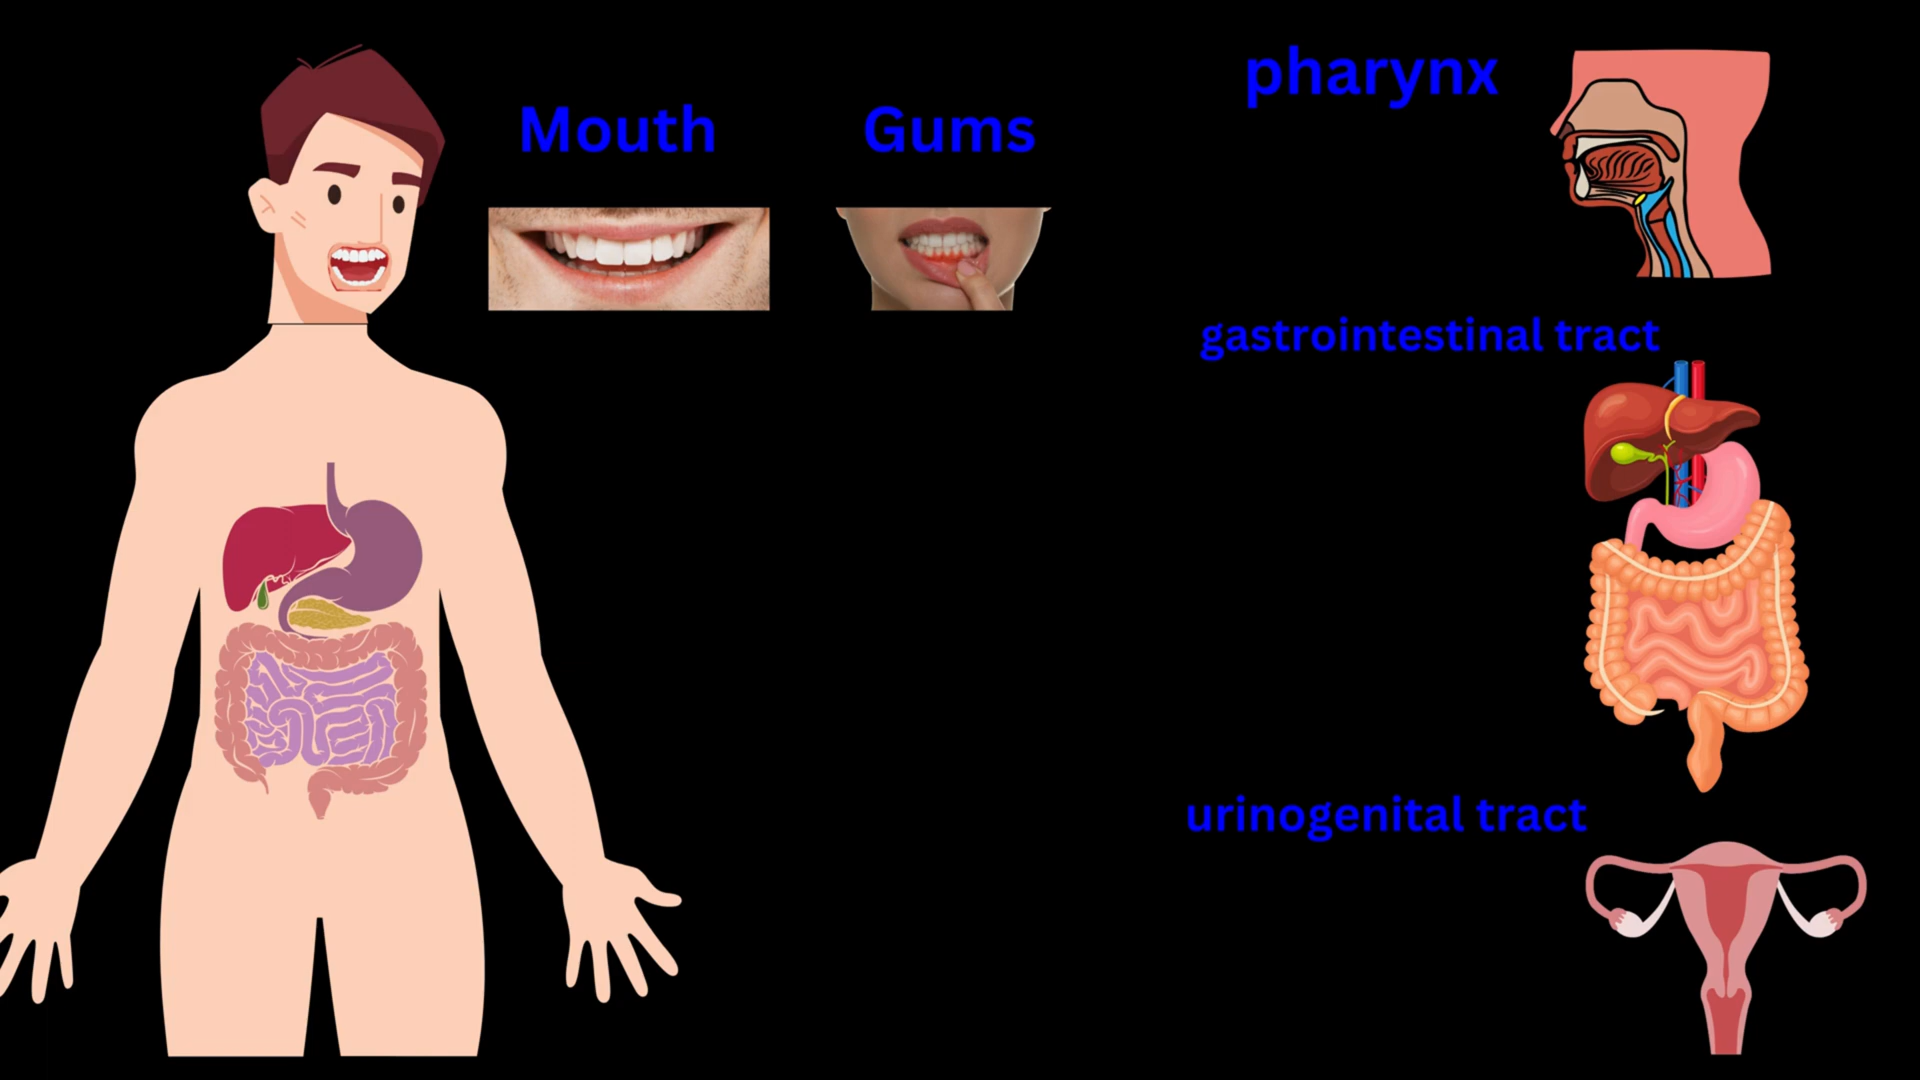 Mouth
Gums
pharynx
gastrointestinal tract
urinogenital tract